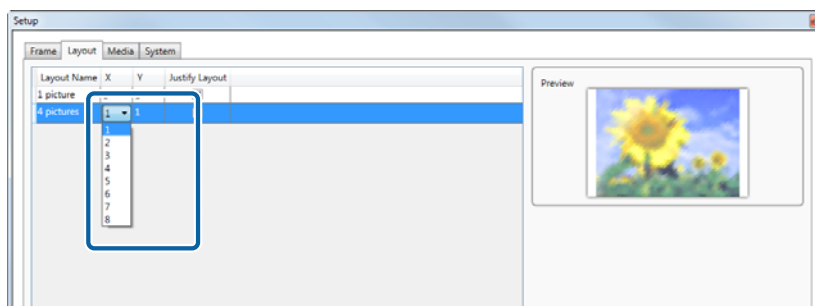 Setup
Frame Layout Media System
Layout Name X Y Justify Layout
1 picture
4 pictures 1 1
1
2
3
4
5
6
7
8
Preview